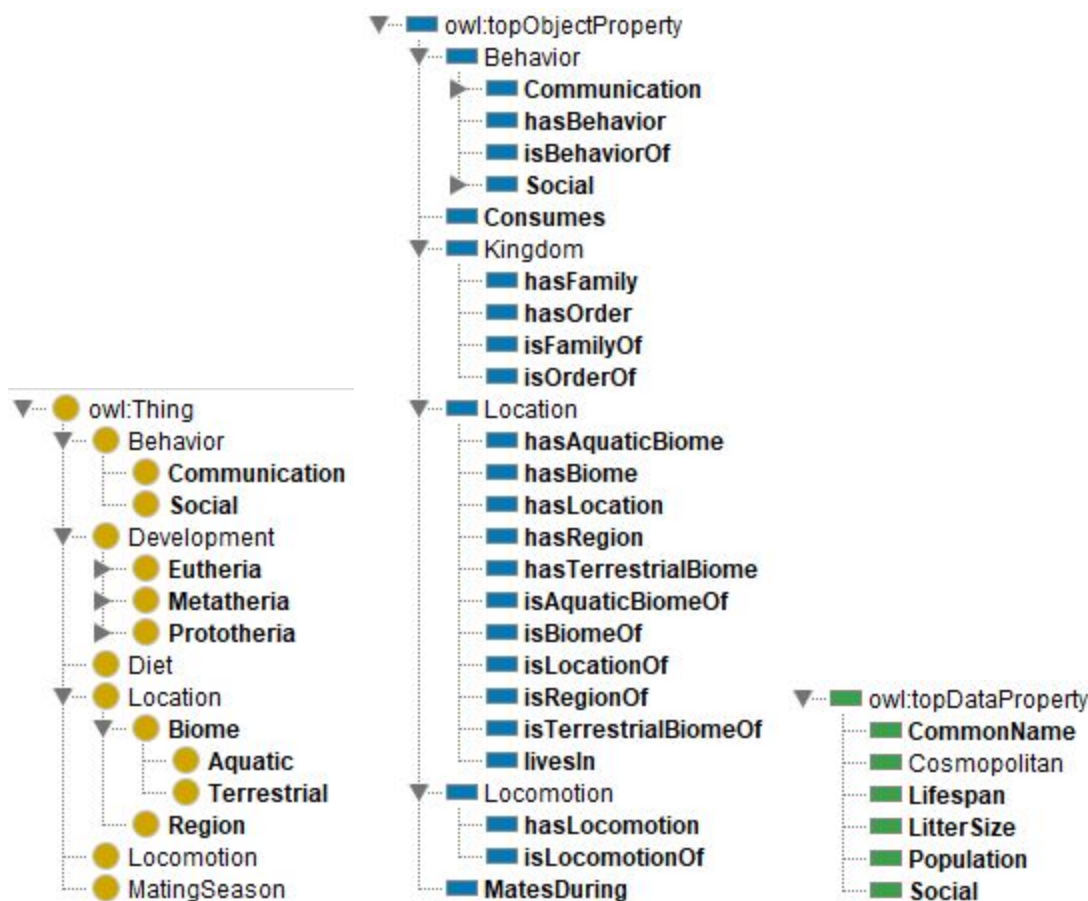 owl:Thing
Behavior
Communication
Social
Development
Eutheria
Metatheria
Prototheria
Diet
Location
Biome
Aquatic
Terrestrial
Region
Locomotion
MatingSeason
owl:topObjectProperty
Behavior
Communication
hasBehavior
isBehaviorOf
Social
Consumes
Kingdom
hasFamily
hasOrder
isFamilyOf
isOrderOf
Location
hasAquaticBiome
hasBiome
hasLocation
hasRegion
hasTerrestrialBiome
isAquaticBiomeOf
isBiomeOf
isLocationOf
isRegionOf
isTerrestrialBiomeOf
livesIn
Locomotion
hasLocomotion
isLocomotionOf
MatesDuring
owl:topDataProperty
CommonName
Cosmopolitan
Lifespan
LitterSize
Population
Social